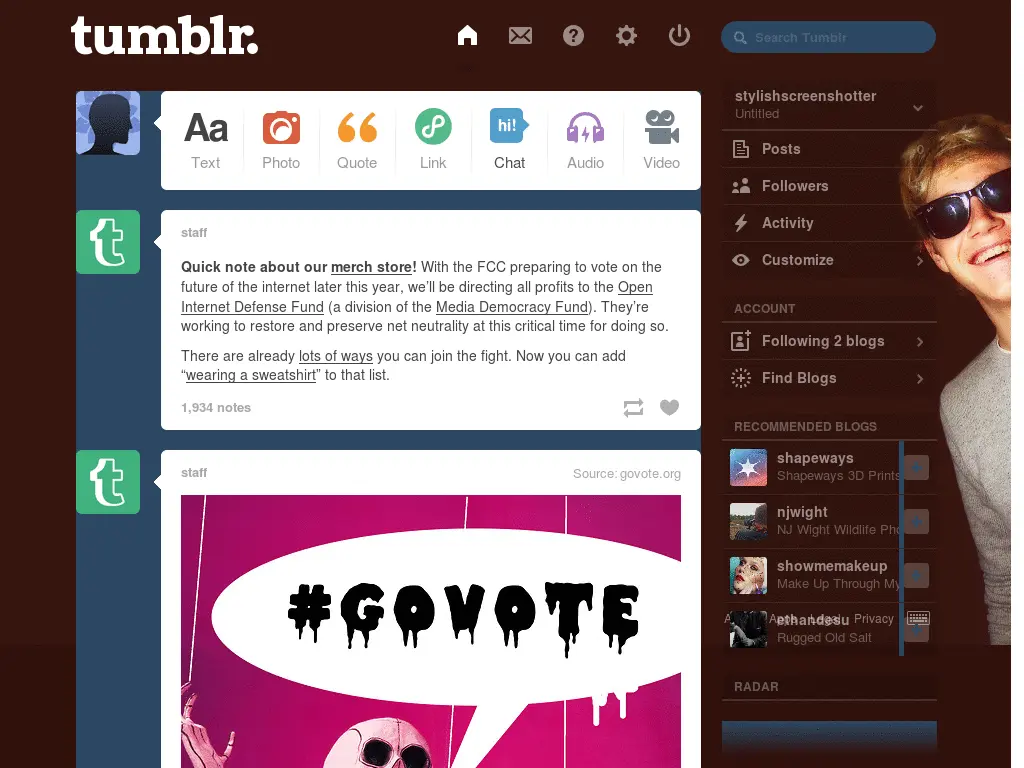 tumblr.
Search Tumblr
Aa
hi!
Text
Photo
Quote
Link
Chat
Audio
Video
staff
Quick note about our merch store! With the FCC preparing to vote on the
future of the internet later this year, we’ll be directing all profits to the Open
Internet Defense Fund (a division of the Media Democracy Fund). They’re
working to restore and preserve net neutrality at this critical time for doing so.
There are already lots of ways you can join the fight. Now you can add
“wearing a sweatshirt” to that list.
1,934 notes
staff
Source: govote.org
#GOVOTE
stylishscreenshotter
Untitled
Posts
0
Followers
Activity
Customize
ACCOUNT
Following 2 blogs
Find Blogs
RECOMMENDED BLOGS
shapeways
Shapeways 3D Prints
njwight
NJ Wight Wildlife Pho
showmemakeup
Make Up Through My
Apps
Legal
Privacy
Rugged Old Salt
RADAR